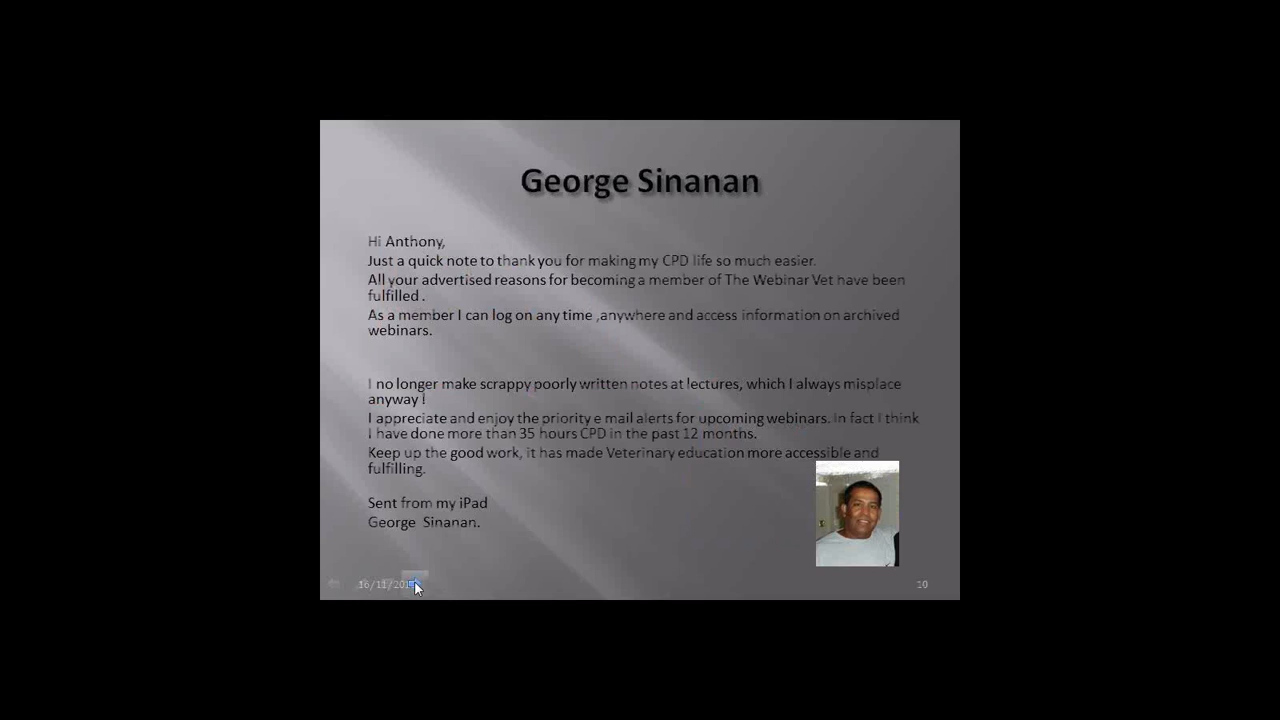 George Sinanan
Hi Anthony,
Just a quick note to thank you for making my CPD life so much easier.
All your advertised reasons for becoming a member of The Webinar Vet have been
fulfilled .
As a member I can log on any time ,anywhere and access information on archived
webinars.
I no longer make scrappy poorly written notes at lectures, which I always misplace
anyway !
I appreciate and enjoy the priority e mail alerts for upcoming webinars. In fact I think
I have done more than 35 hours CPD in the past 12 months.
Keep up the good work, it has made Veterinary education more accessible and
fulfilling.
Sent from my iPad
George  Sinanan.
10